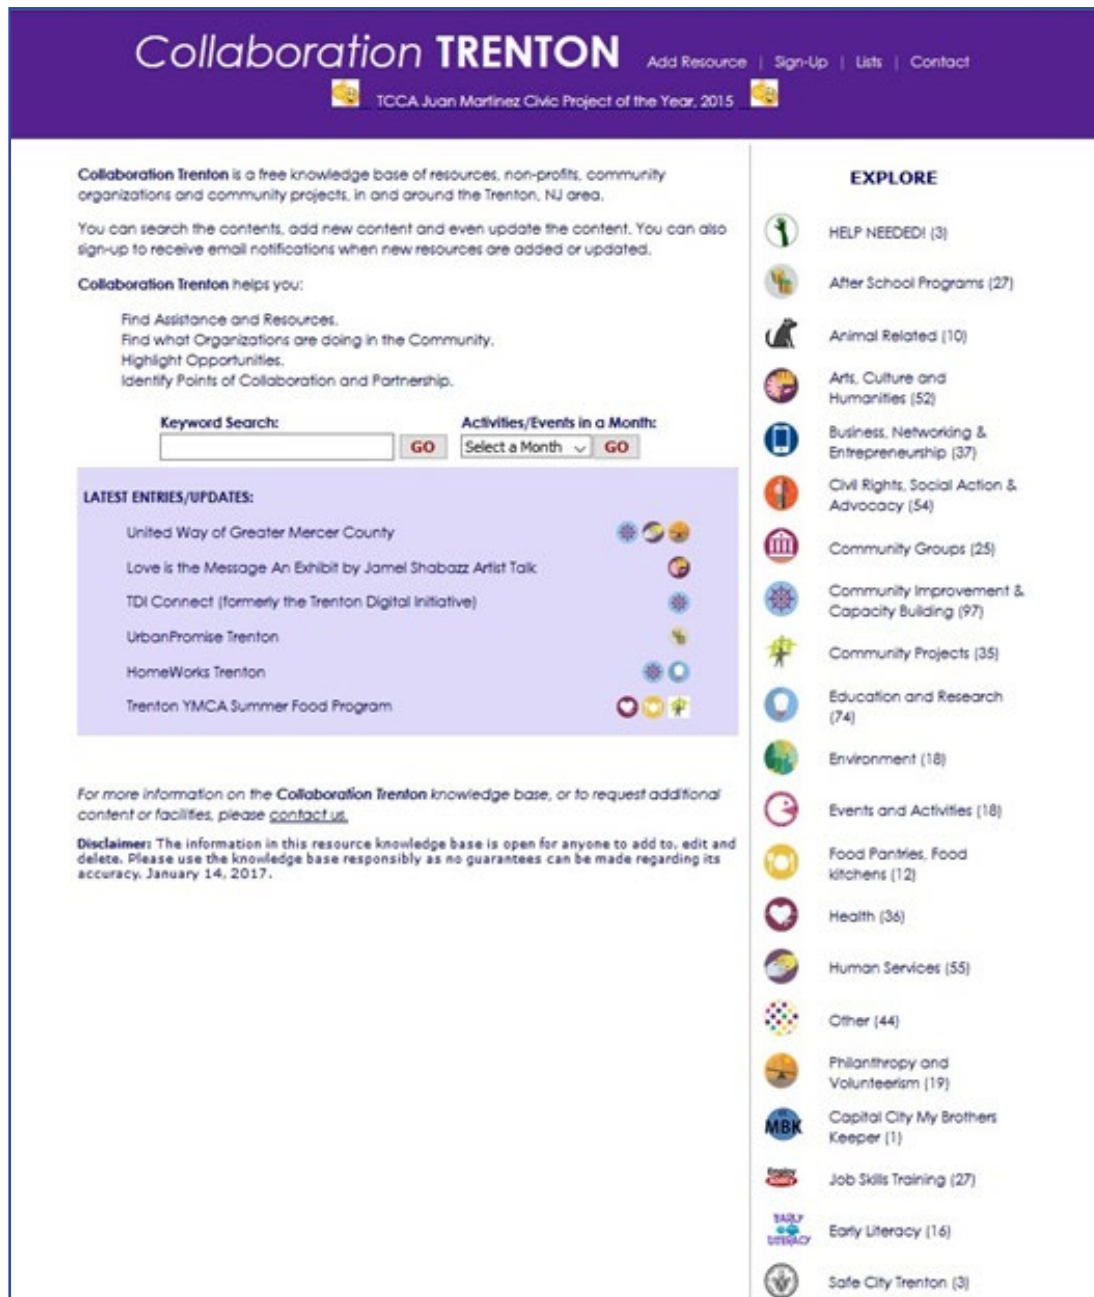 Collaboration TRENTON
Add Resource | Sign-Up | Lists | Contact
TCCA Juan Martinez Civic Project of the Year, 2015
Collaboration Trenton is a free knowledge base of resources, non-profits, community
organizations and community projects, in and around the Trenton, NJ area.
You can search the contents, add new content and even update the content. You can also
sign-up to receive email notifications when new resources are added or updated.
Collaboration Trenton helps you:
Find Assistance and Resources.
Find what Organizations are doing in the Community.
Highlight Opportunities.
Identify Points of Collaboration and Partnership.
Keyword Search:
GO
Activities/Events in a Month:
Select a Month
GO
LATEST ENTRIES/UPDATES:
United Way of Greater Mercer County
Love is the Message An Exhibit by Jamel Shabazz Artist Talk
TDI Connect (formerly the Trenton Digital Initiative)
UrbanPromise Trenton
HomeWorks Trenton
Trenton YMCA Summer Food Program
For more information on the Collaboration Trenton knowledge base, or to request additional
content or facilities, please contact us.
Disclaimer: The information in this resource knowledge base is open for anyone to add to, edit and
delete. Please use the knowledge base responsibly as no guarantees can be made regarding its
accuracy. January 14, 2017.
EXPLORE
HELP NEEDED! (3)
After School Programs (27)
Animal Related (10)
Arts, Culture and
Humanities (52)
Business, Networking &
Entrepreneurship (37)
Civil Rights, Social Action &
Advocacy (54)
Community Groups (25)
Community Improvement &
Capacity Building (97)
Community Projects (35)
Education and Research
(74)
Environment (18)
Events and Activities (18)
Food Pantries, Food
kitchens (12)
Health (36)
Human Services (55)
Other (44)
Philanthropy and
Volunteerism (19)
MBK
Capital City My Brothers
Keeper (1)
Job Skills Training (27)
EARLY
LITERACY
Early Literacy (16)
Safe City Trenton (3)